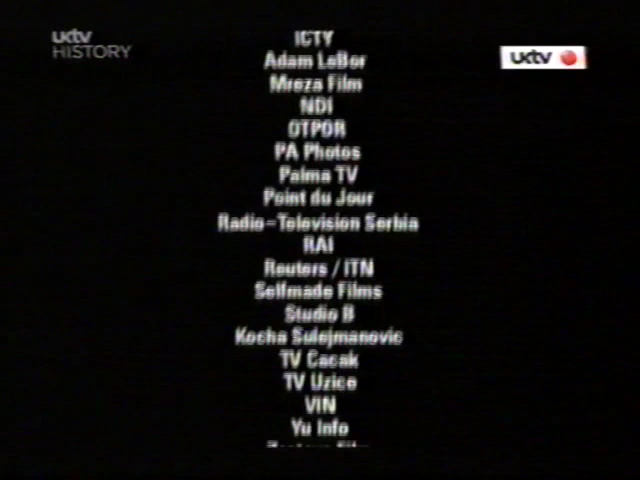 uktv
HISTORY
uktv
ICTY
Adam LeBor
Mreza Film
NDI
OTPOR
PA Photos
Palma TV
Point du Jour
Radio-Television Serbia
RAI
Reuters / ITN
Selfmade Films
Studio B
Kocha Sulejmanovic
TV Cacak
TV Uzice
VIN
Yu Info